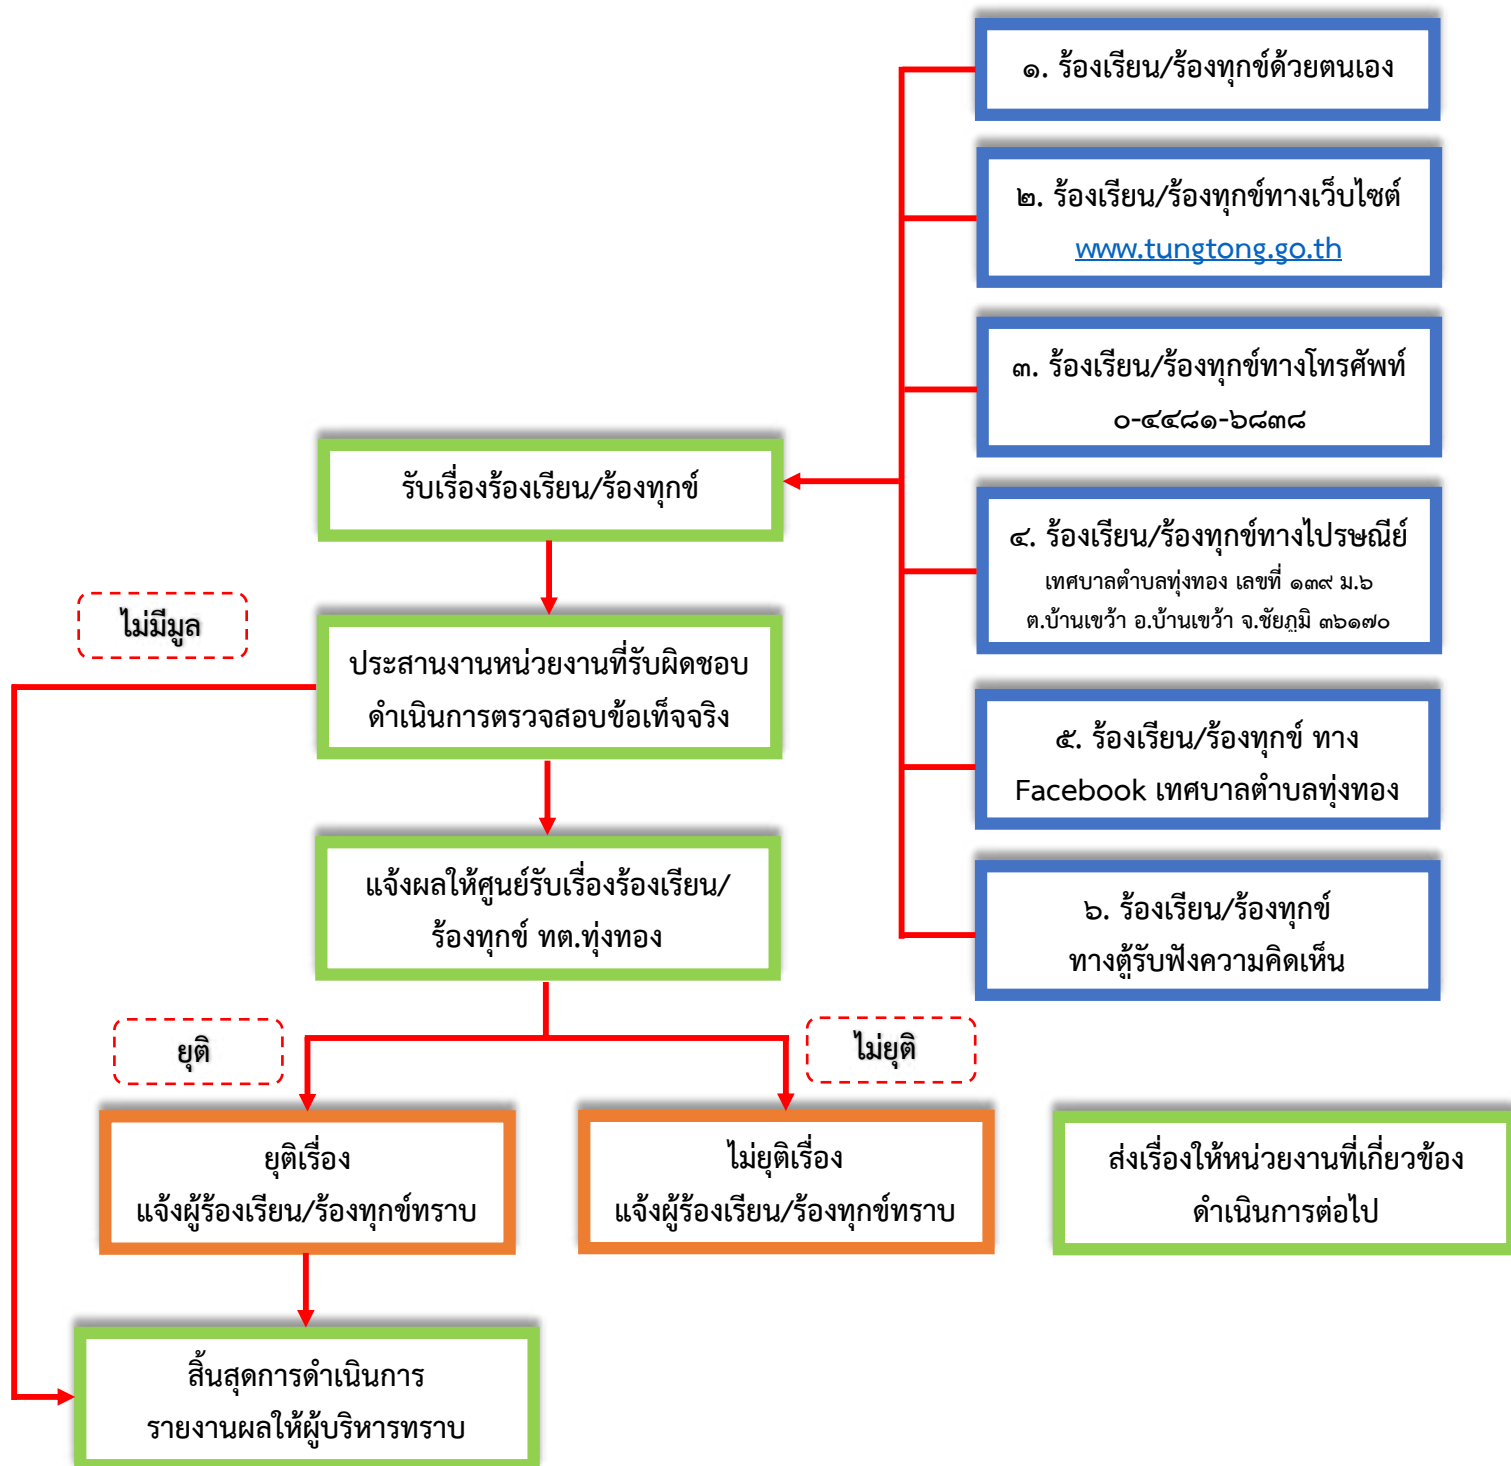 ๑. ร้องเรียน/ร้องทุกข์ด้วยตนเอง
๒. ร้องเรียน/ร้องทุกข์ทางเว็บไซต์
www.tungtong.go.th
๓. ร้องเรียน/ร้องทุกข์ทางโทรศัพท์
๐-๔๔๘๑-๖๘๓๘
๔. ร้องเรียน/ร้องทุกข์ทางไปรษณีย์
เทศบาลตำบลทุ่งทอง เลขที่ ๑๓๙ ม.๖
ต.บ้านเขว้า อ.บ้านเขว้า จ.ชัยภูมิ ๓๖๑๗๐
๕. ร้องเรียน/ร้องทุกข์ ทาง
Facebook เทศบาลตำบลทุ่งทอง
๖. ร้องเรียน/ร้องทุกข์
ทางตู้รับฟังความคิดเห็น
รับเรื่องร้องเรียน/ร้องทุกข์
ไม่มีมูล
ประสานงานหน่วยงานที่รับผิดชอบ
ดำเนินการตรวจสอบข้อเท็จจริง
แจ้งผลให้ศูนย์รับเรื่องร้องเรียน/
ร้องทุกข์ ทต.ทุ่งทอง
ยุติ
ไม่ยุติ
ยุติเรื่อง
แจ้งผู้ร้องเรียน/ร้องทุกข์ทราบ
ไม่ยุติเรื่อง
แจ้งผู้ร้องเรียน/ร้องทุกข์ทราบ
ส่งเรื่องให้หน่วยงานที่เกี่ยวข้อง
ดำเนินการต่อไป
สิ้นสุดการดำเนินการ
รายงานผลให้ผู้บริหารทราบ